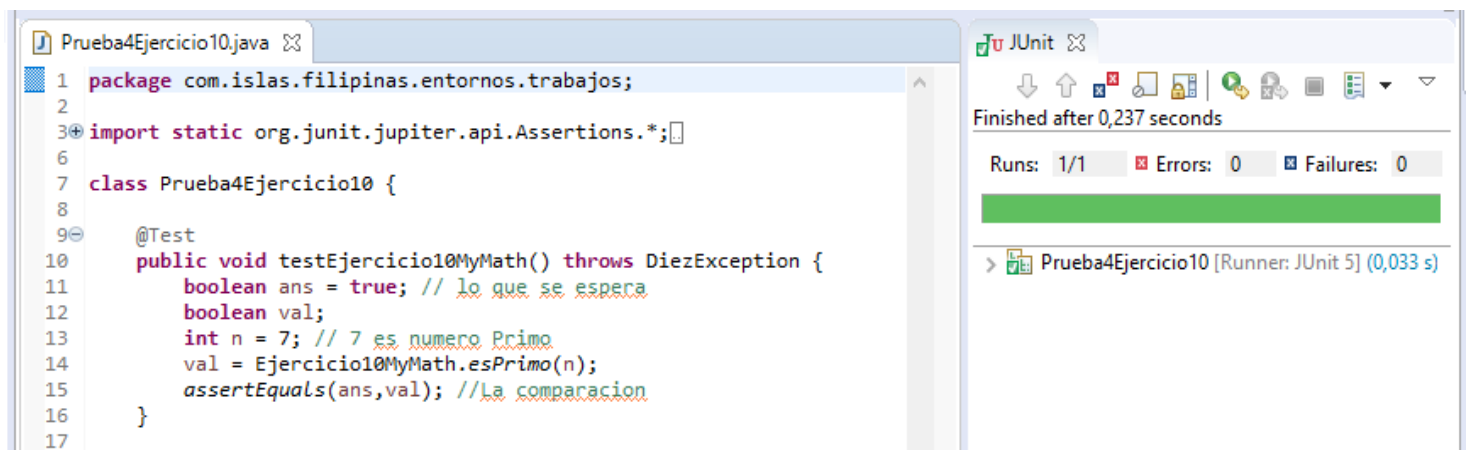 Prueba4Ejercicio10.java
1 package com.islas.filipinas.entornos.trabajos;
2
3 import static org.junit.jupiter.api.Assertions.*;
6
7 class Prueba4Ejercicio10 {
8
9 @Test
10 public void testEjercicio10MyMath() throws DiezException {
11 boolean ans = true; // lo que se espera
12 boolean val;
13 int n = 7; // 7 es numero Primo
14 val = Ejercicio10MyMath.esPrimo(n);
15 assertEquals(ans,val); //La comparacion
16 }
17
JUnit
Finished after 0,237 seconds
Runs: 1/1 Errors: 0 Failures: 0
Prueba4Ejercicio10 [Runner: JUnit 5] (0,033 s)